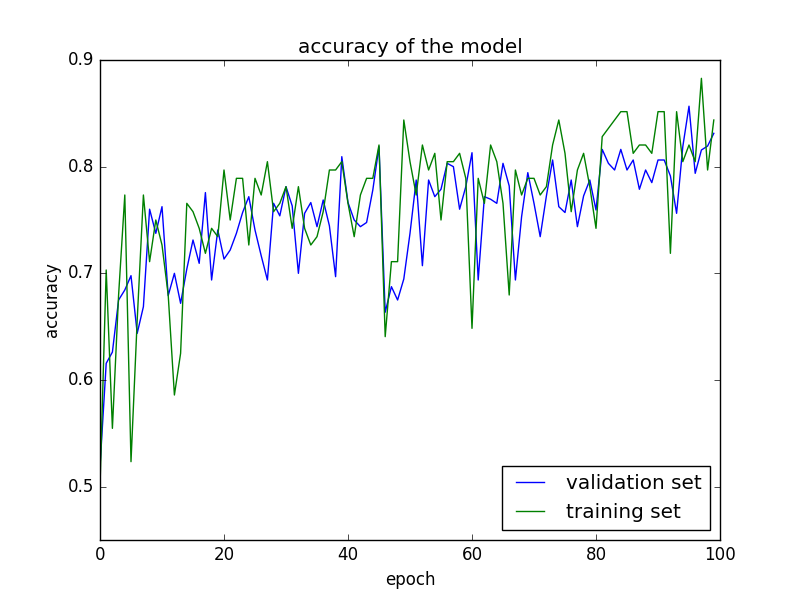 accuracy of the model
0.9
0.8
0.7
0.6
0.5
accuracy
validation set
training set
0 20 40 60 80 100
epoch